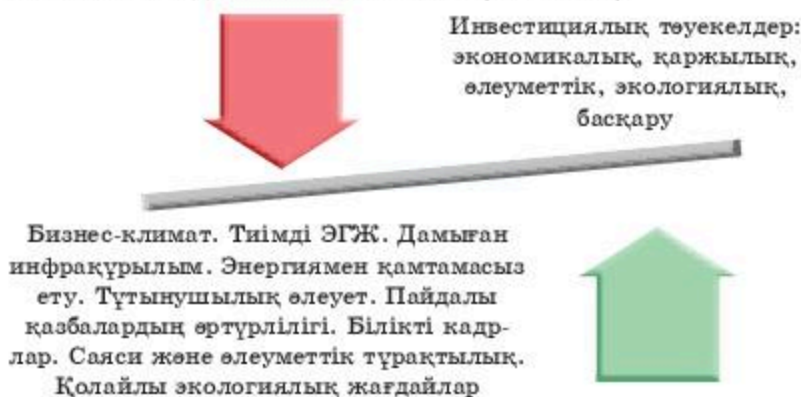 Инвестициялық тәуекелдер:
экономикалық, қаржылық,
әлеуметтік, экологиялық,
басқару
Бизнес-климат. Тиімді ЭГЖ. Дамыған
инфрақұрылым. Энергиямен қамтамасыз
ету. Тұтынушылық әлеует. Пайдалы
қазбалардың әртүрлілігі. Білікті кадр-
лар. Саяси және әлеуметтік тұрақтылық.
Қолайлы экологиялық жағдайлар